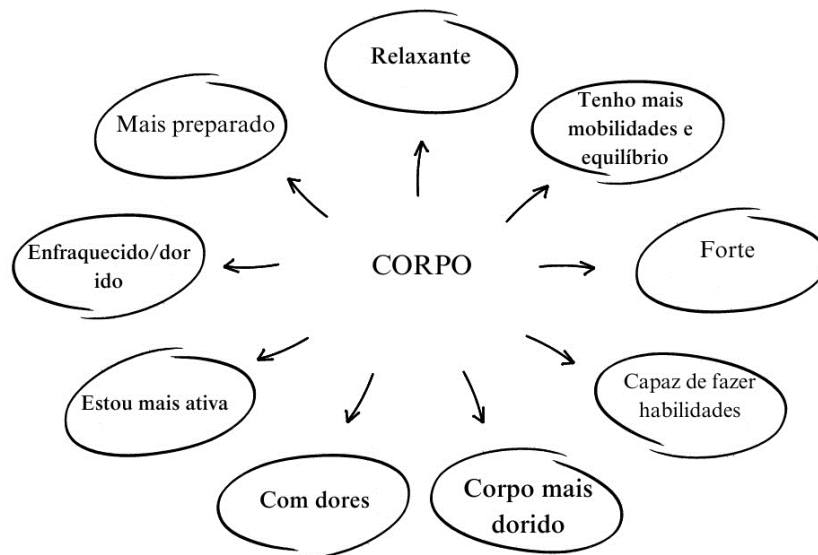 Relaxante
Tenho mais
mobilidades e
equilíbrio
Mais preparado
Forte
CORPO
Enfraquecido/dor
ido
Capaz de fazer
habilidades
Estou mais ativa
Com dores
Corpo mais
dorido